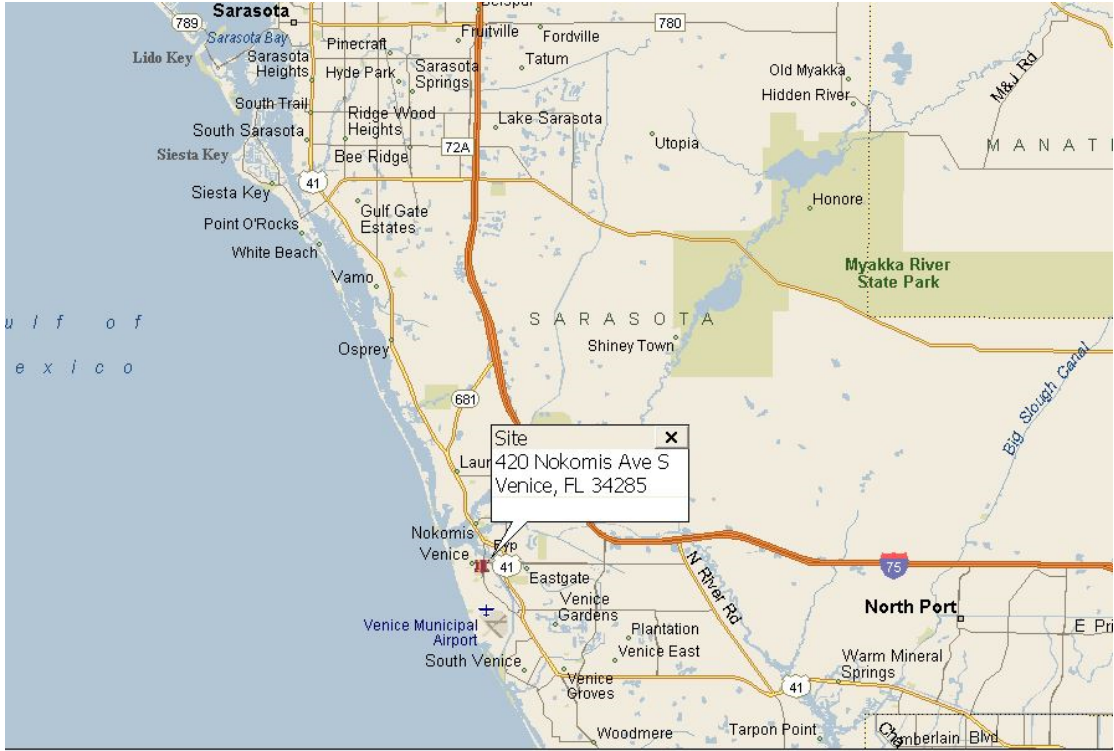 Sarasota
789
Sarasota Bay
Lido Key
780
Fruitville
Fordville
Pinecraft
Tatum
Sarasota
Heights
Hyde Park
Sarasota
Springs
Old Myakka
Hidden River
M&J Rd
South Trail
Ridge Wood
Heights
Lake Sarasota
South Sarasota
Utopia
Siesta Key
Bee Ridge
72A
M A N A T
41
Siesta Key
Honore
Gulf Gate
Estates
Point O'Rocks
White Beach
Myakka River
State Park
Vamo
u l f o f
e x i c o
S A R A S O T A
Shiney Town
Osprey
Big Slough Canal
681
Site
420 Nokomis Ave S
Venice, FL 34285
Laur
Nokomis
Venice
Byp
41
Eastgate
75
N River Rd
Venice
Gardens
North Port
Venice Municipal
Airport
Plantation
Venice East
E Pri
South Venice
Venice
Groves
Warm Mineral
Springs
41
Woodmere
Tarpon Point
Cha
mberlain Blvd